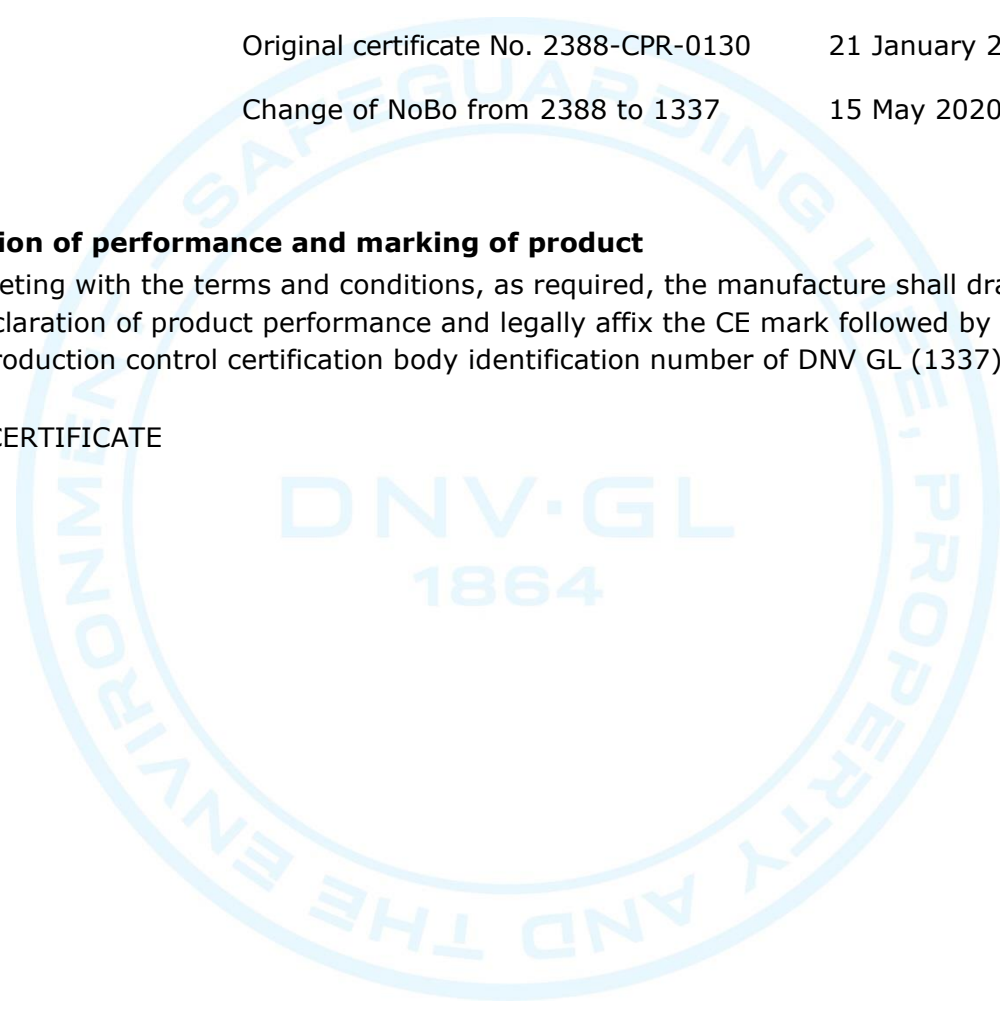 Original certificate No. 2388-CPR-0130 21 January 2
Change of NoBo from 2388 to 1337 15 May 2020
ion of performance and marking of product
eting with the terms and conditions, as required, the manufacture shall dra
claration of product performance and legally affix the CE mark followed by
roduction control certification body identification number of DNV GL (1337)
CERTIFICATE
SAFEGUARDING LIFE, PROPERTY AND THE ENVIRONMENT
DNV·GL
1864